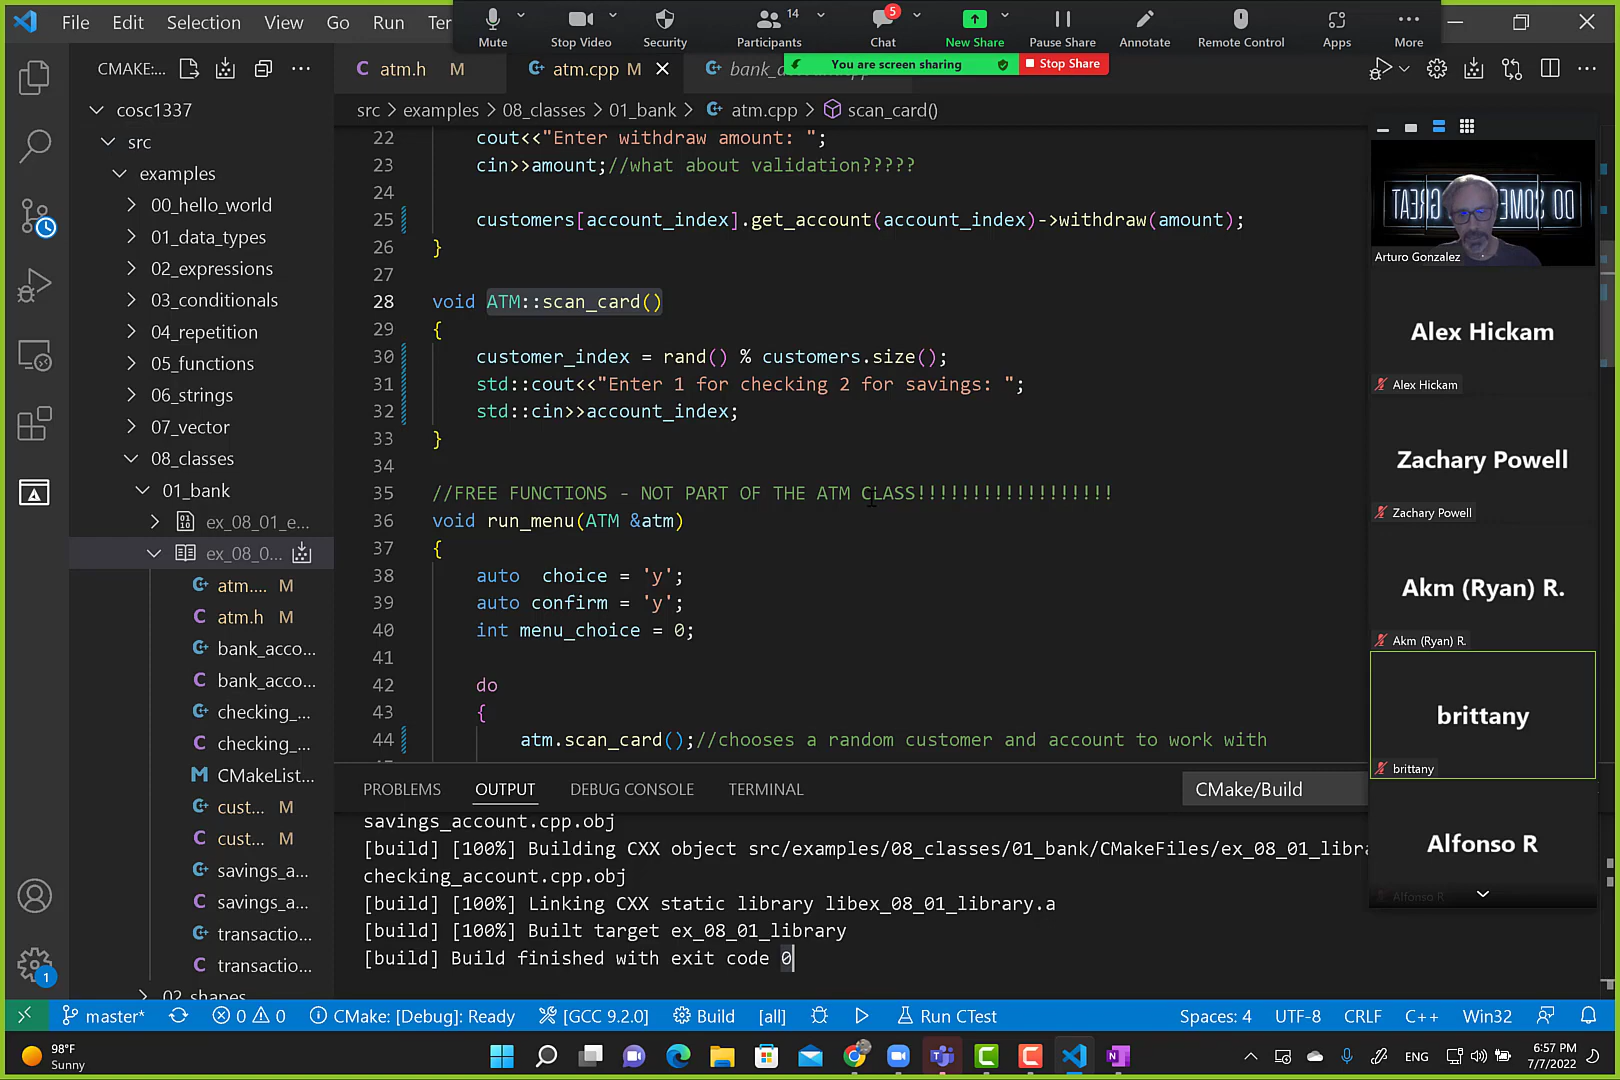 File Edit Selection View Go Run Ter
Mute
Stop Video
Security
14
Participants
5
Chat
New Share
Pause Share
Annotate
Remote Control
Apps
More
You are screen sharing
Stop Share
CMAKE:...
atm.h M
atm.cpp M
src > examples > 08_classes > 01_bank > atm.cpp > scan_card()
cosc1337
src
examples
00_hello_world
01_data_types
02_expressions
03_conditionals
04_repetition
05_functions
06_strings
07_vector
08_classes
01_bank
ex_08_01_e...
ex_08_0...
atm.... M
atm.h M
bank_acco...
bank_acco...
checking_...
checking_...
CMakeList...
cust... M
cust... M
savings_a...
savings_a...
transactio...
transactio...
02_shapes
22 cout<<"Enter withdraw amount: ";
23 cin>>amount;//what about validation?????
24
25 customers[account_index].get_account(account_index)->withdraw(amount);
26 }
27
28 void ATM::scan_card()
29 {
30 customer_index = rand() % customers.size();
31 std::cout<<"Enter 1 for checking 2 for savings: ";
32 std::cin>>account_index;
33 }
34
35 //FREE FUNCTIONS - NOT PART OF THE ATM CLASS!!!!!!!!!!!!!!!!!!
36 void run_menu(ATM &atm)
37 {
38 auto  choice = 'y';
39 auto confirm = 'y';
40 int menu_choice = 0;
41
42 do
43 {
44 atm.scan_card();//chooses a random customer and account to work with
PROBLEMS OUTPUT DEBUG CONSOLE TERMINAL CMake/Build
savings_account.cpp.obj
[build] [100%] Building CXX object src/examples/08_classes/01_bank/CMakeFiles/ex_08_01_libra
checking_account.cpp.obj
[build] [100%] Linking CXX static library libex_08_01_library.a
[build] [100%] Built target ex_08_01_library
[build] Build finished with exit code 0
DO SOME GREAT
Arturo Gonzalez
Alex Hickam
Alex Hickam
Zachary Powell
Zachary Powell
Akm (Ryan) R.
Akm (Ryan) R.
brittany
brittany
Alfonso R
Alfonso R
1
master* 0 0 CMake: [Debug]: Ready [GCC 9.2.0] Build [all] Run CTest Spaces: 4 UTF-8 CRLF C++ Win32
98°F
Sunny
ENG
6:57 PM
7/7/2022